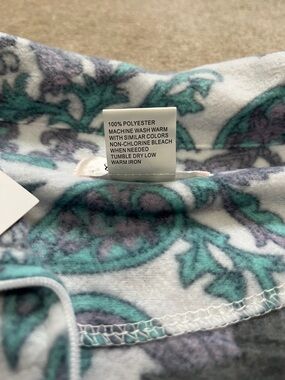 100% POLYESTER
MACHINE WASH WARM
WITH SIMILAR COLORS
NON-CHLORINE BLEACH
WHEN NEEDED
TUMBLE DRY LOW
WARM IRON